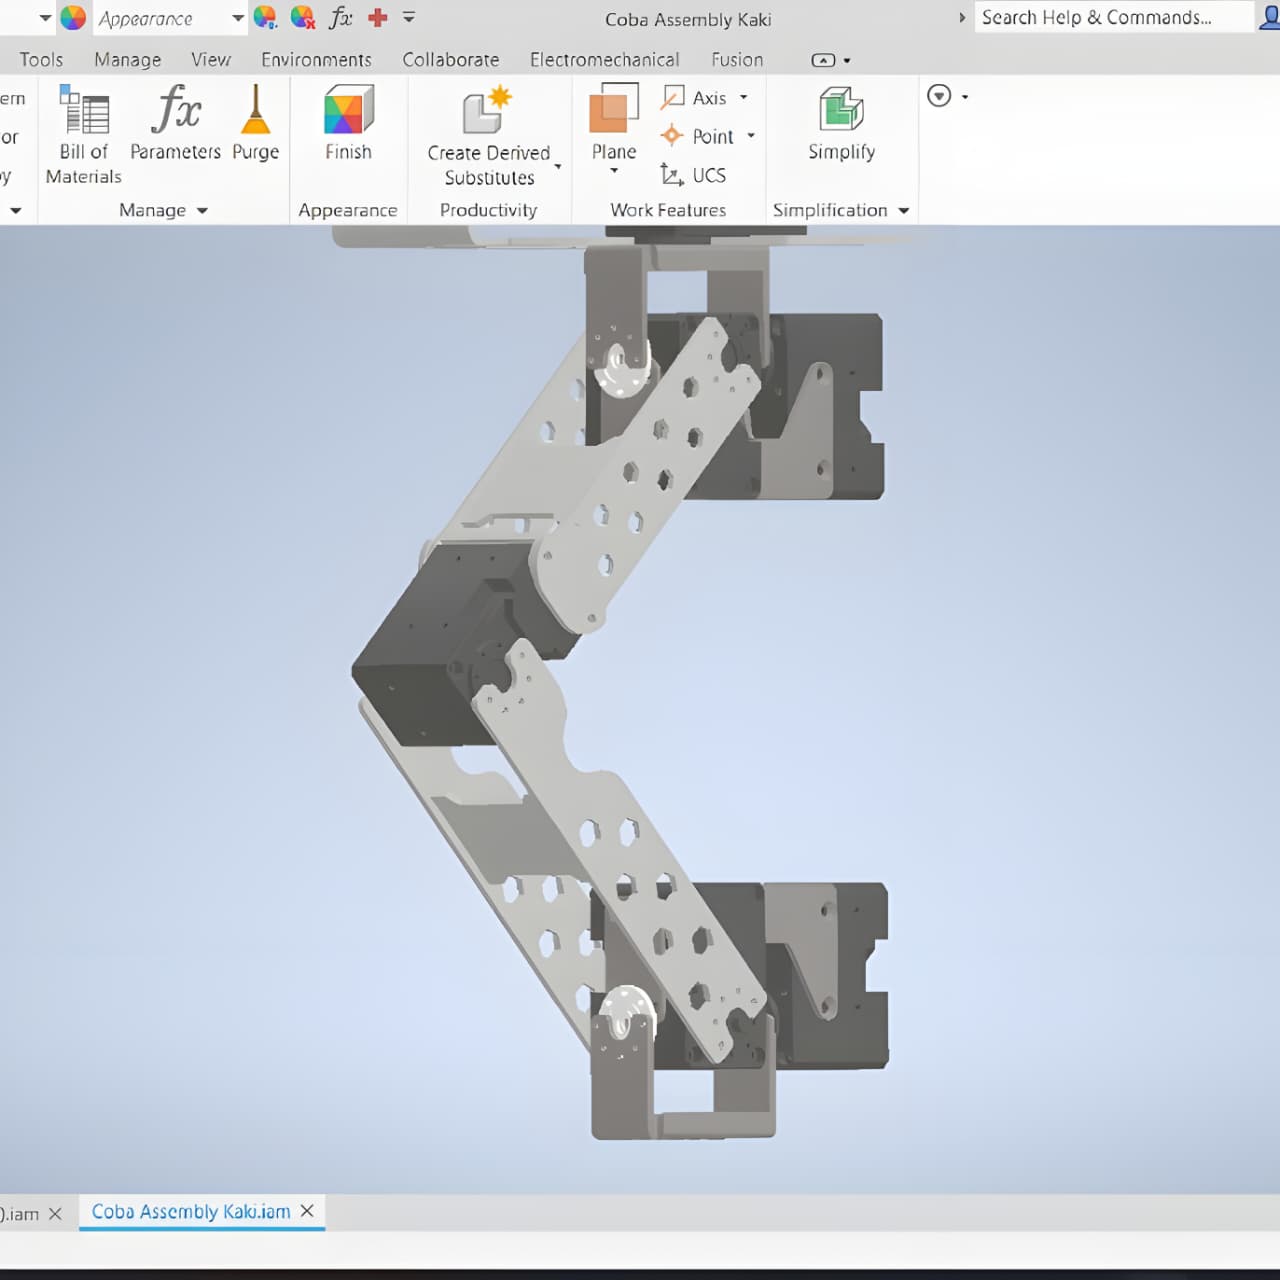 Appearance
fx
Coba Assembly Kaki
Search Help & Commands...
Tools Manage View Environments Collaborate Electromechanical Fusion
ern
or
y
Bill of Materials
fx
Parameters
Purge
Manage
Finish
Appearance
Create Derived Substitutes
Productivity
Plane
Axis
Point
UCS
Work Features
Simplify
Simplification
).iam
Coba Assembly Kaki.iam